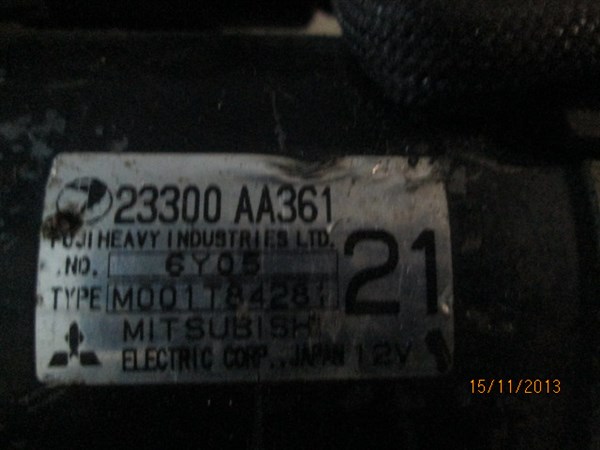 23300 AA361
FUJI HEAVY INDUSTRIES LTD.
NO. 6Y05
21
TYPE M001T84281
MITSUBISHI
ELECTRIC CORP., JAPAN 12V
15/11/2013